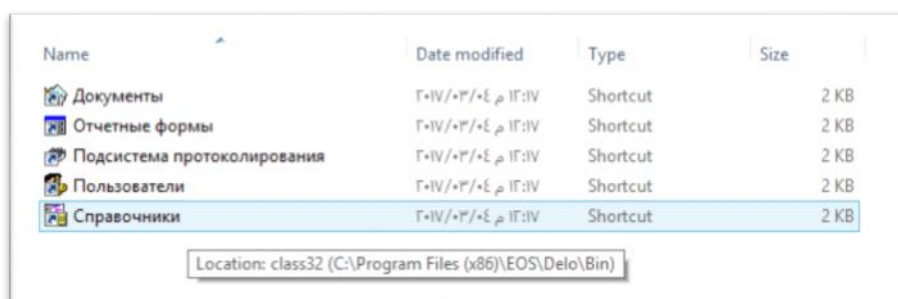 Name Date modified Type Size
Документы ٢٠١٧/٠٣/٠٤ م ١٢:١٧ Shortcut 2 KB
Отчетные формы ٢٠١٧/٠٣/٠٤ م ١٢:١٧ Shortcut 2 KB
Подсистема протоколирования ٢٠١٧/٠٣/٠٤ م ١٢:١٧ Shortcut 2 KB
Пользователи ٢٠١٧/٠٣/٠٤ م ١٢:١٧ Shortcut 2 KB
Справочники ٢٠١٧/٠٣/٠٤ م ١٢:١٧ Shortcut 2 KB
Location: class32 (C:\Program Files (x86)\EOS\Delo\Bin)